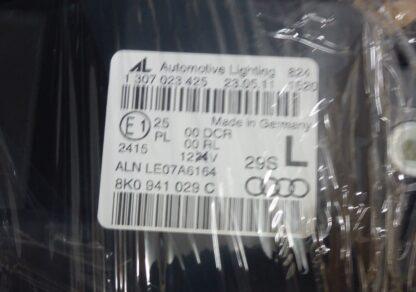 AL Automotive Lighting 824
1 307 023 425 23.05.11 1520
Made in Germany
E1 25 00 DCR
PL 00 RL
2415 12V L
ALN LE07A6164 29S
8K0 941 029 C